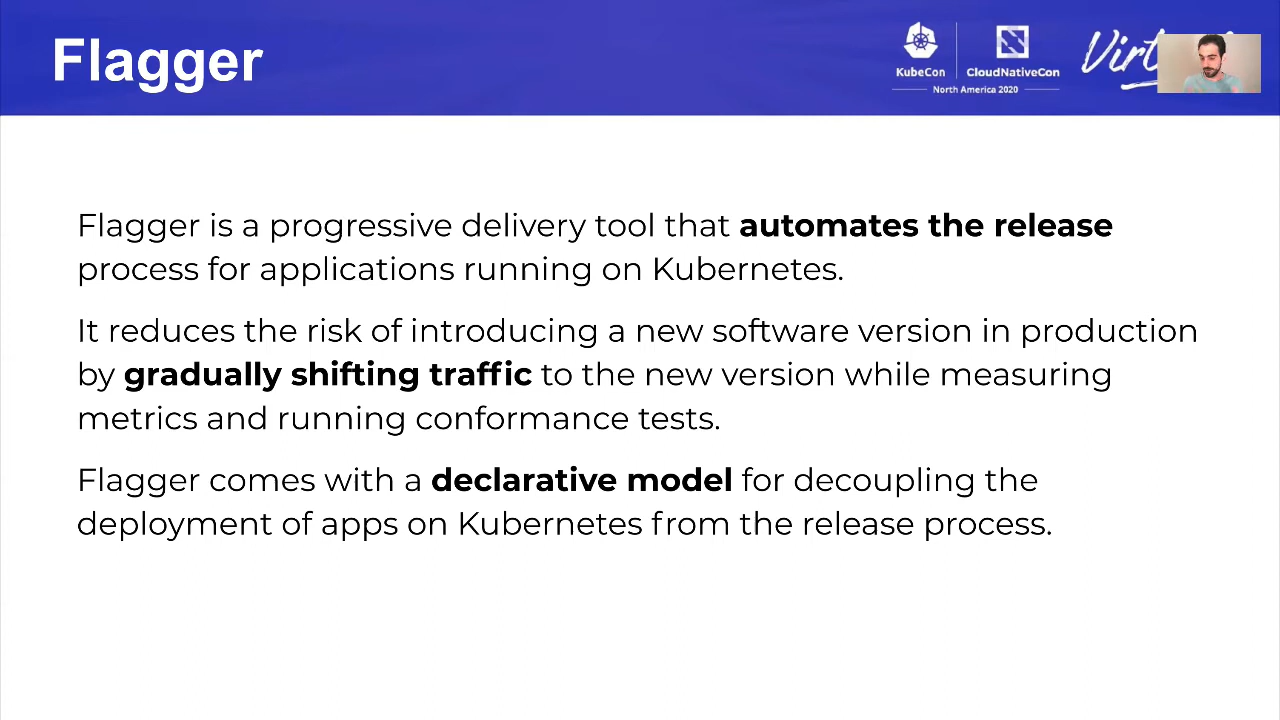 Flagger
KubeCon
CloudNativeCon
North America 2020
Flagger is a progressive delivery tool that automates the release
process for applications running on Kubernetes.
It reduces the risk of introducing a new software version in production
by gradually shifting traffic to the new version while measuring
metrics and running conformance tests.
Flagger comes with a declarative model for decoupling the
deployment of apps on Kubernetes from the release process.